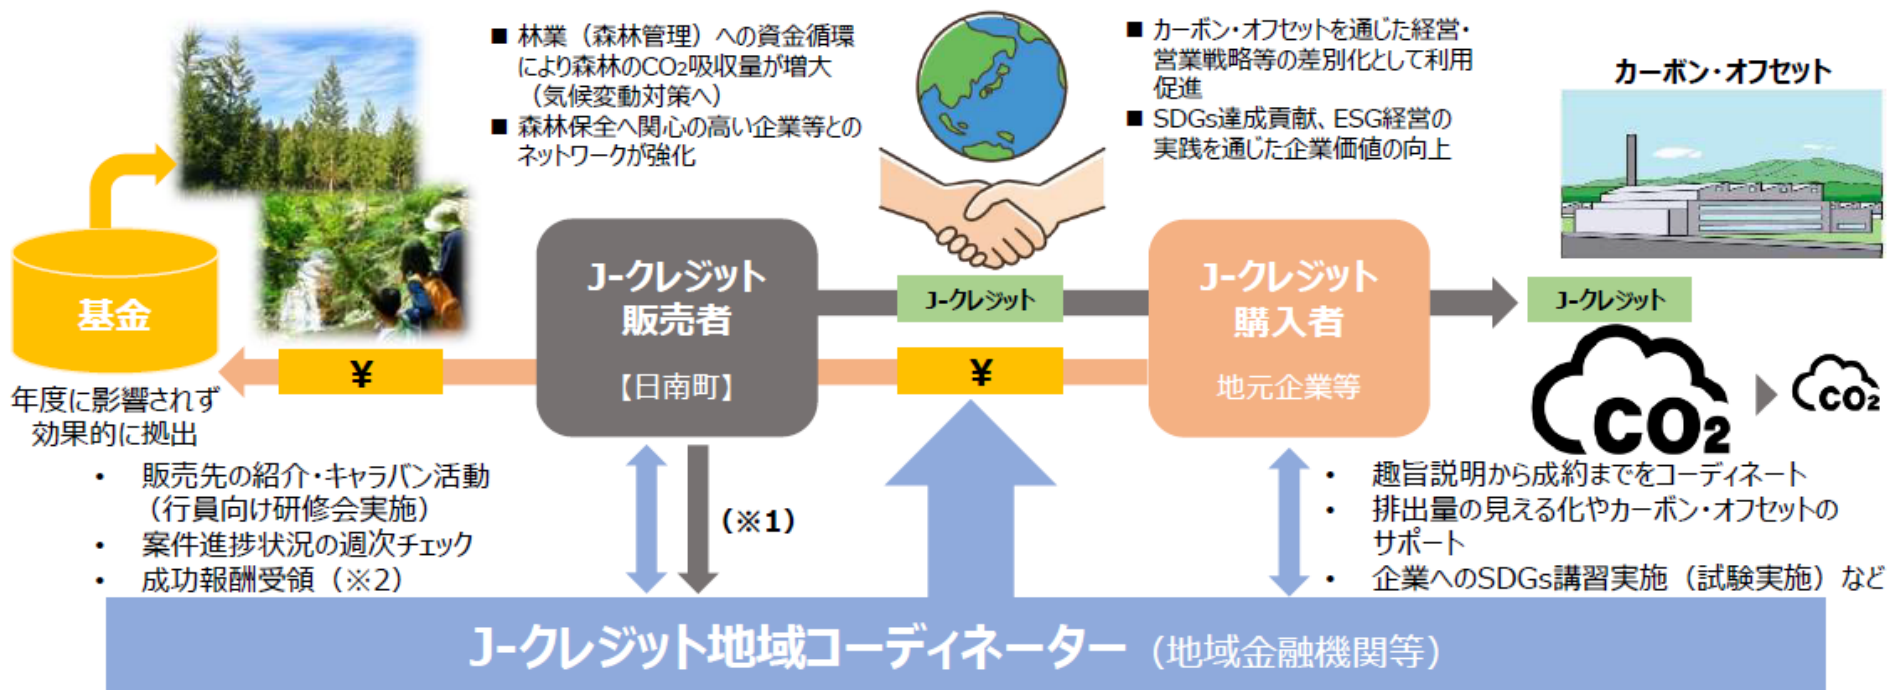 ■ 林業（森林管理）への資金循環
により森林のCO₂吸収量が増大
（気候変動対策へ）
■ 森林保全へ関心の高い企業等との
ネットワークが強化
■ カーボン・オフセットを通じた経営・
営業戦略等の差別化として利用
促進
■ SDGs達成貢献、ESG経営の
実践を通じた企業価値の向上
カーボン・オフセット
基金
年度に影響されず
効果的に拠出
¥
J-クレジット
販売者
【日南町】
J-クレジット
¥
J-クレジット
購入者
地元企業等
J-クレジット
CO₂
CO₂
• 販売先の紹介・キャラバン活動
（行員向け研修会実施）
• 案件進捗状況の週次チェック
• 成功報酬受領（※2）
（※1）
• 趣旨説明から成約までをコーディネート
• 排出量の見える化やカーボン・オフセットの
サポート
• 企業へのSDGs講習実施（試験実施）など
J-クレジット地域コーディネーター（地域金融機関等）